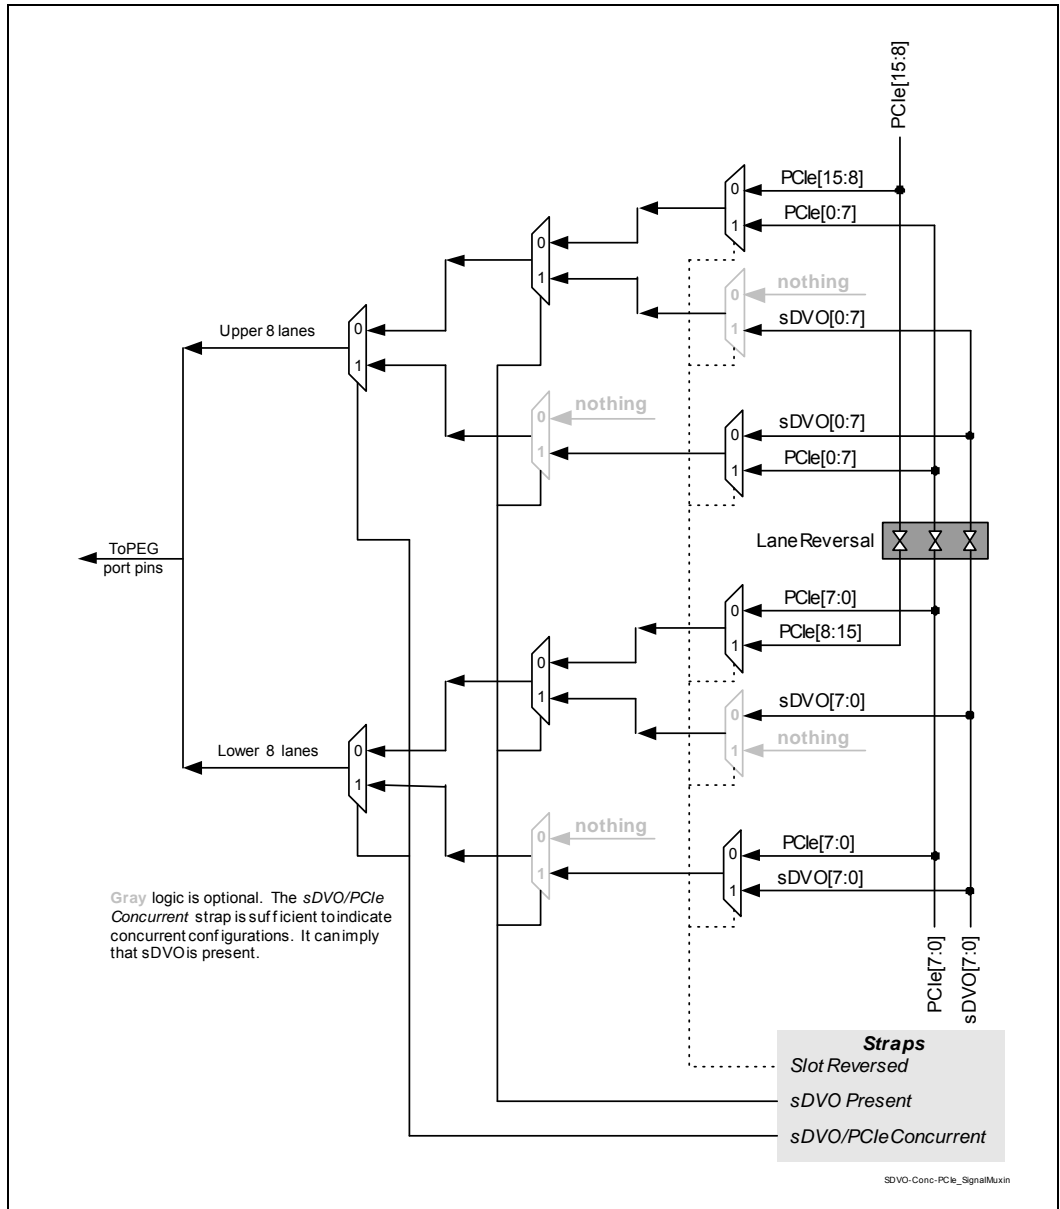 PCIe[15:8]
PCIe[15:8]
0
PCIe[0:7]
1
0
nothing
1
0
sDVO[0:7]
1
Upper 8 lanes
0
1
nothing
0
sDVO[0:7]
0
1
PCIe[0:7]
1
Lane Reversal
To PEG
port pins
PCIe[7:0]
0
PCIe[8:15]
1
0
1
sDVO[7:0]
0
nothing
1
Lower 8 lanes
0
1
nothing
0
PCIe[7:0]
0
1
sDVO[7:0]
1
Gray logic is optional. The sDVO/PCIe
Concurrent strap is sufficient to indicate
concurrent configurations. It can imply
that sDVO is present.
PCIe[7:0]
sDVO[7:0]
Straps
Slot Reversed
sDVO Present
sDVO/PCIe Concurrent
SDVO-Conc-PCIe_SignalMuxin